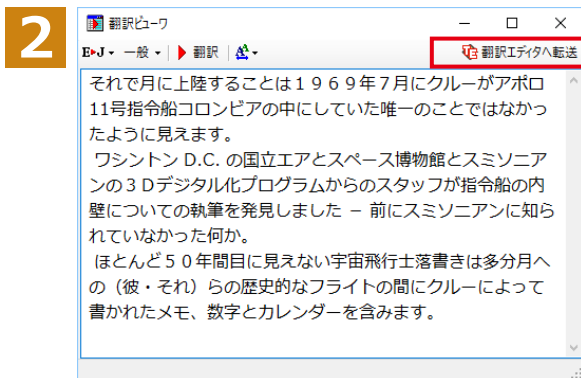 2
翻訳ビューワ
E▸J 一般 翻訳 翻訳エディタへ転送
それで月に上陸することは１９６９年７月にクルーがアポロ
11号指令船コロンビアの中にしていた唯一のことではなかっ
たように見えます。
ワシントン D.C. の国立エアとスペース博物館とスミソニア
ンの３Ｄデジタル化プログラムからのスタッフが指令船の内
壁についての執筆を発見しました － 前にスミソニアンに知ら
れていなかった何か。
ほとんど５０年間目に見えない宇宙飛行士落書きは多分月へ
の（彼・それ）らの歴史的なフライトの間にクルーによって
書かれたメモ、数字とカレンダーを含みます。